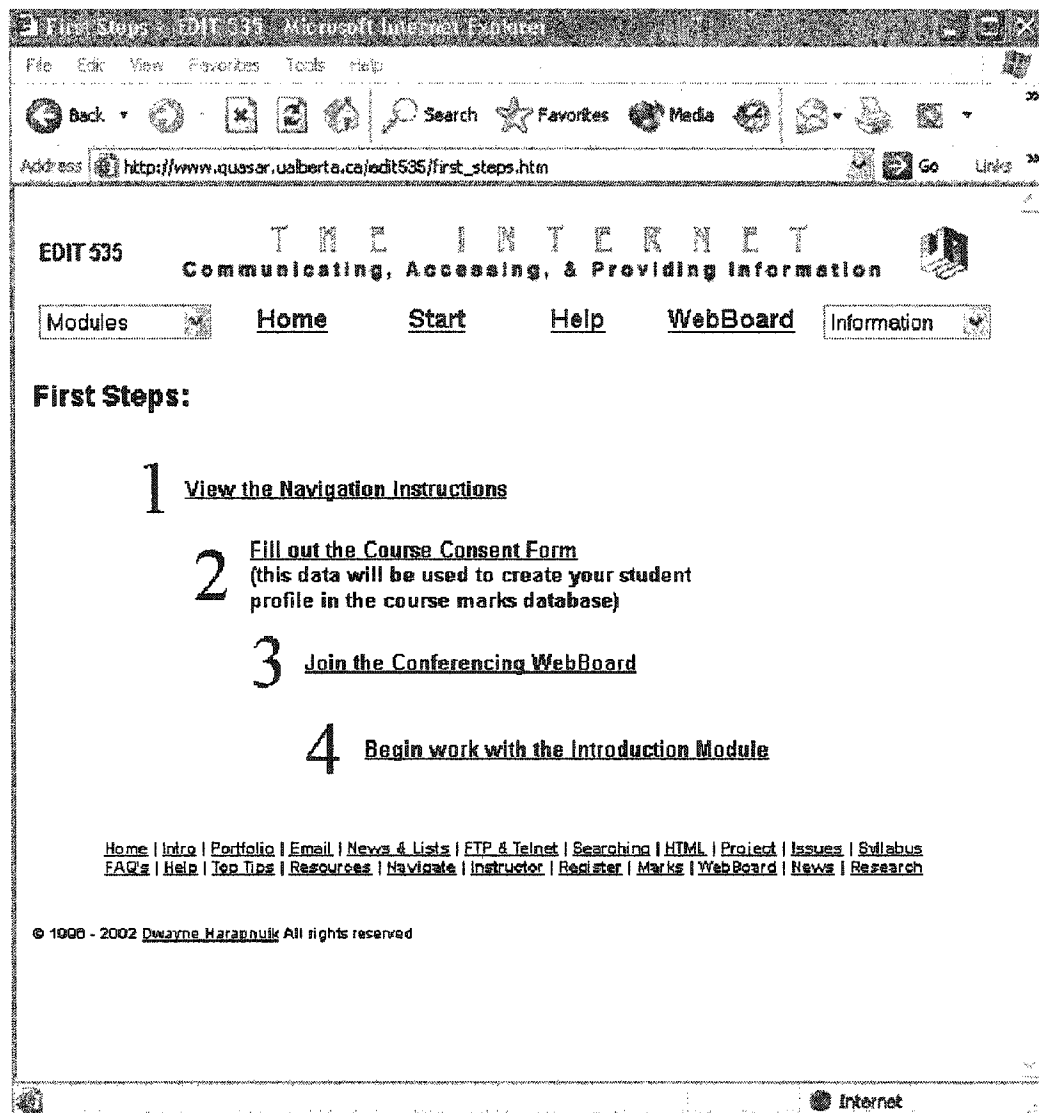 First Steps - EDIT 535 - Microsoft Internet Explorer
File Edit View Favorites Tools Help
Back Search Favorites Media
Address http://www.quasar.ualberta.ca/edit535/first_steps.htm Go Links
EDIT 535
THE INTERNET
Communicating, Accessing, & Providing Information
Modules Home Start Help WebBoard Information
First Steps:
1 View the Navigation Instructions
2 Fill out the Course Consent Form
(this data will be used to create your student
profile in the course marks database)
3 Join the Conferencing WebBoard
4 Begin work with the Introduction Module
Home | Intro | Portfolio | Email | News & Lists | FTP & Telnet | Searching | HTML | Project | Issues | Syllabus
FAQ's | Help | Top Tips | Resources | Navigate | Instructor | Register | Marks | WebBoard | News | Research
© 1998 - 2002 Dwayne Harapnuik All rights reserved
Internet